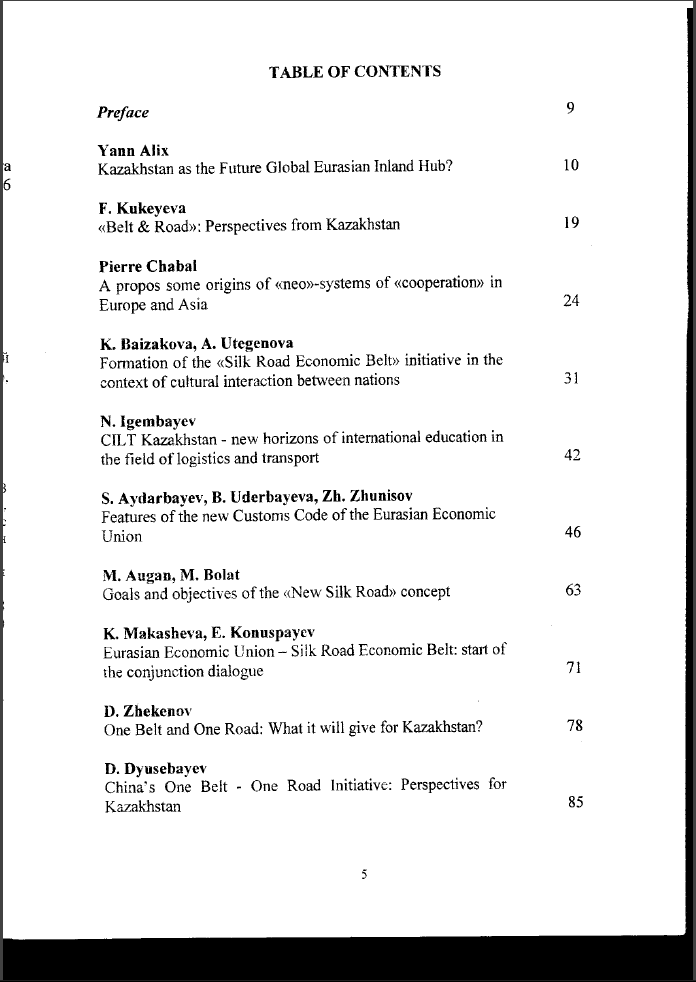 TABLE OF CONTENTS
Preface 9
Yann Alix
Kazakhstan as the Future Global Eurasian Inland Hub? 10
F. Kukeyeva
«Belt & Road»: Perspectives from Kazakhstan 19
Pierre Chabal
A propos some origins of «neo»-systems of «cooperation» in
Europe and Asia 24
K. Baizakova, A. Utegenova
Formation of the «Silk Road Economic Belt» initiative in the
context of cultural interaction between nations 31
N. Igembayev
CILT Kazakhstan - new horizons of international education in
the field of logistics and transport 42
S. Aydarbayev, B. Uderbayeva, Zh. Zhunisov
Features of the new Customs Code of the Eurasian Economic
Union 46
M. Augan, M. Bolat
Goals and objectives of the «New Silk Road» concept 63
K. Makasheva, E. Konuspayev
Eurasian Economic Union – Silk Road Economic Belt: start of
the conjunction dialogue 71
D. Zhekenov
One Belt and One Road: What it will give for Kazakhstan? 78
D. Dyusebayev
China's One Belt - One Road Initiative: Perspectives for
Kazakhstan 85
5